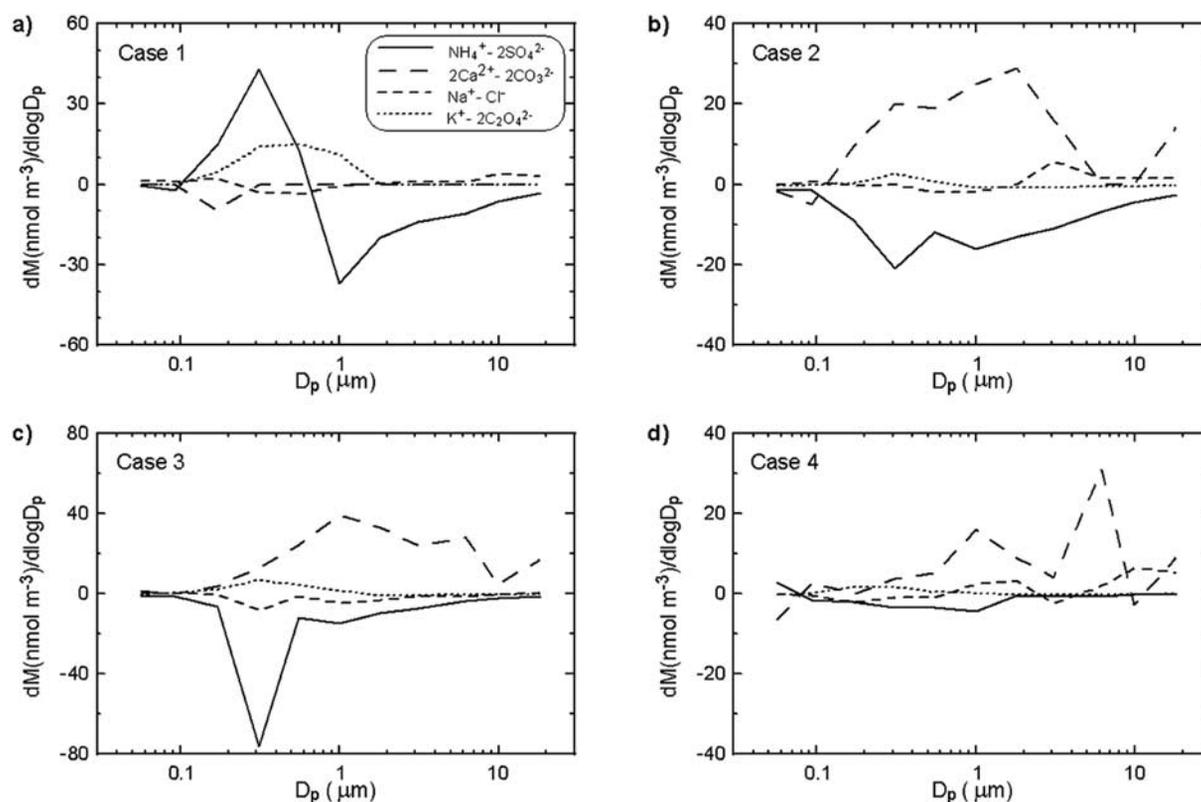 a)
Case 1
NH₄⁺- 2SO₄²⁻
2Ca²⁺- 2CO₃²⁻
Na⁺- Cl⁻
K⁺- 2C₂O₄²⁻
60
30
0
-30
-60
dM(nmol m⁻³)/dlogDₚ
0.1 1 10
Dₚ ( μm)
b)
Case 2
40
20
0
-20
-40
dM(nmol m⁻³)/dlogDₚ
0.1 1 10
Dₚ ( μm)
c)
Case 3
80
40
0
-40
-80
dM(nmol m⁻³)/dlogDₚ
0.1 1 10
Dₚ ( μm)
d)
Case 4
40
20
0
-20
-40
dM(nmol m⁻³)/dlogDₚ
0.1 1 10
Dₚ ( μm)